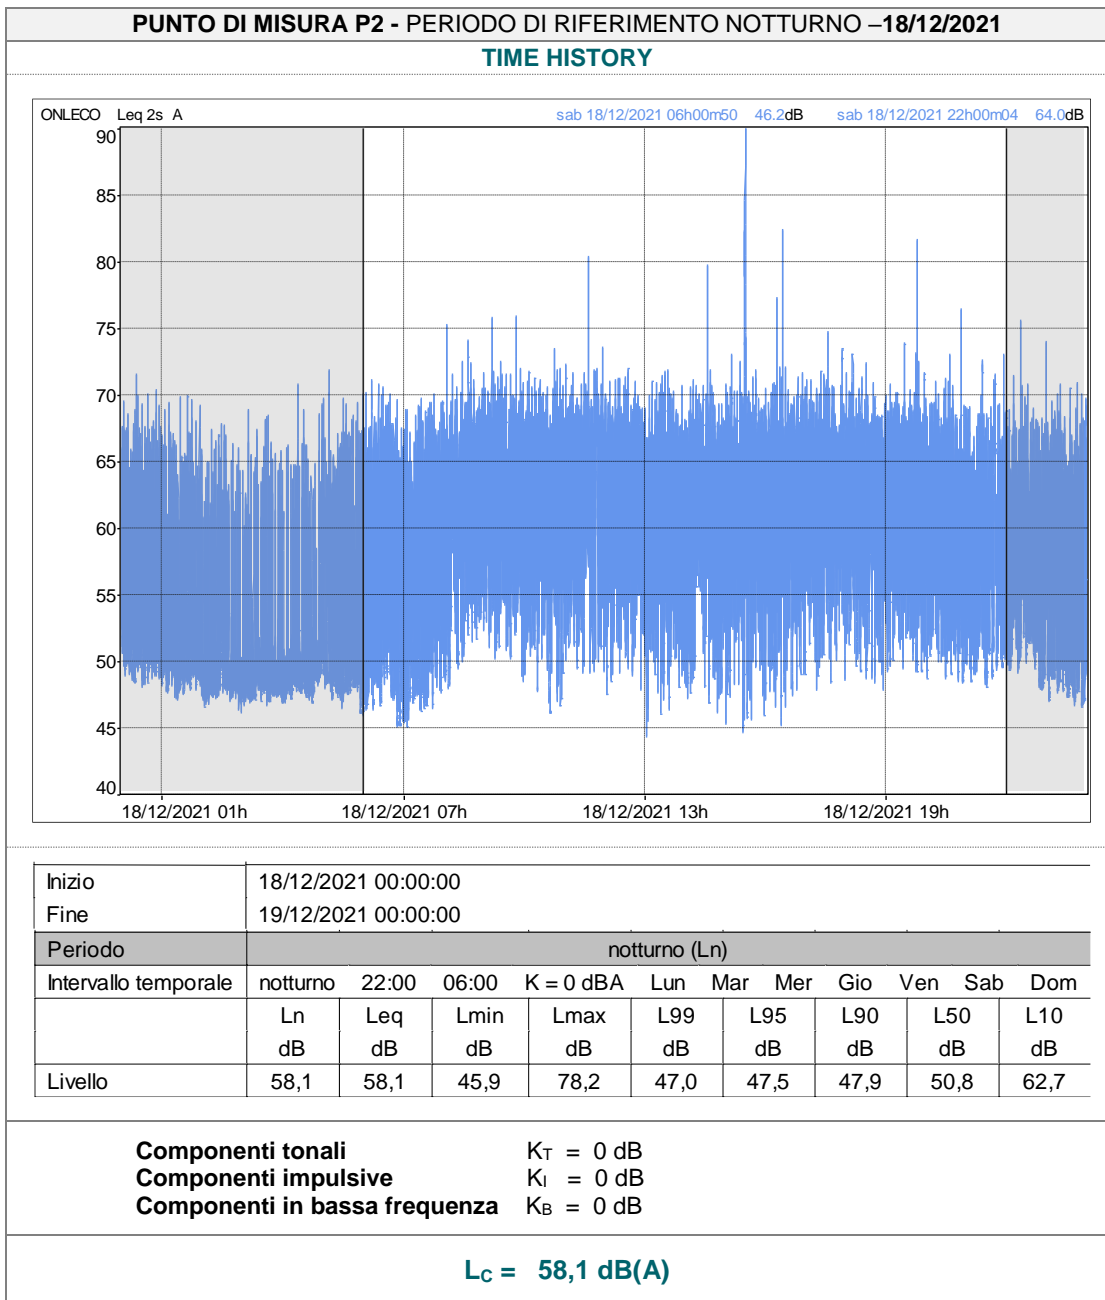 PUNTO DI MISURA P2 - PERIODO DI RIFERIMENTO NOTTURNO –18/12/2021
TIME HISTORY
ONLECO Leq 2s A sab 18/12/2021 06h00m50 46.2dB sab 18/12/2021 22h00m04 64.0dB
90
85
80
75
70
65
60
55
50
45
40
18/12/2021 01h 18/12/2021 07h 18/12/2021 13h 18/12/2021 19h
Inizio 18/12/2021 00:00:00
Fine 19/12/2021 00:00:00
Periodo notturno (Ln)
Intervallo temporale notturno 22:00 06:00 K = 0 dBA Lun Mar Mer Gio Ven Sab Dom
Ln Leq Lmin Lmax L99 L95 L90 L50 L10
dB dB dB dB dB dB dB dB dB
Livello 58,1 58,1 45,9 78,2 47,0 47,5 47,9 50,8 62,7
Componenti tonali KT = 0 dB
Componenti impulsive KI = 0 dB
Componenti in bassa frequenza KB = 0 dB
LC = 58,1 dB(A)